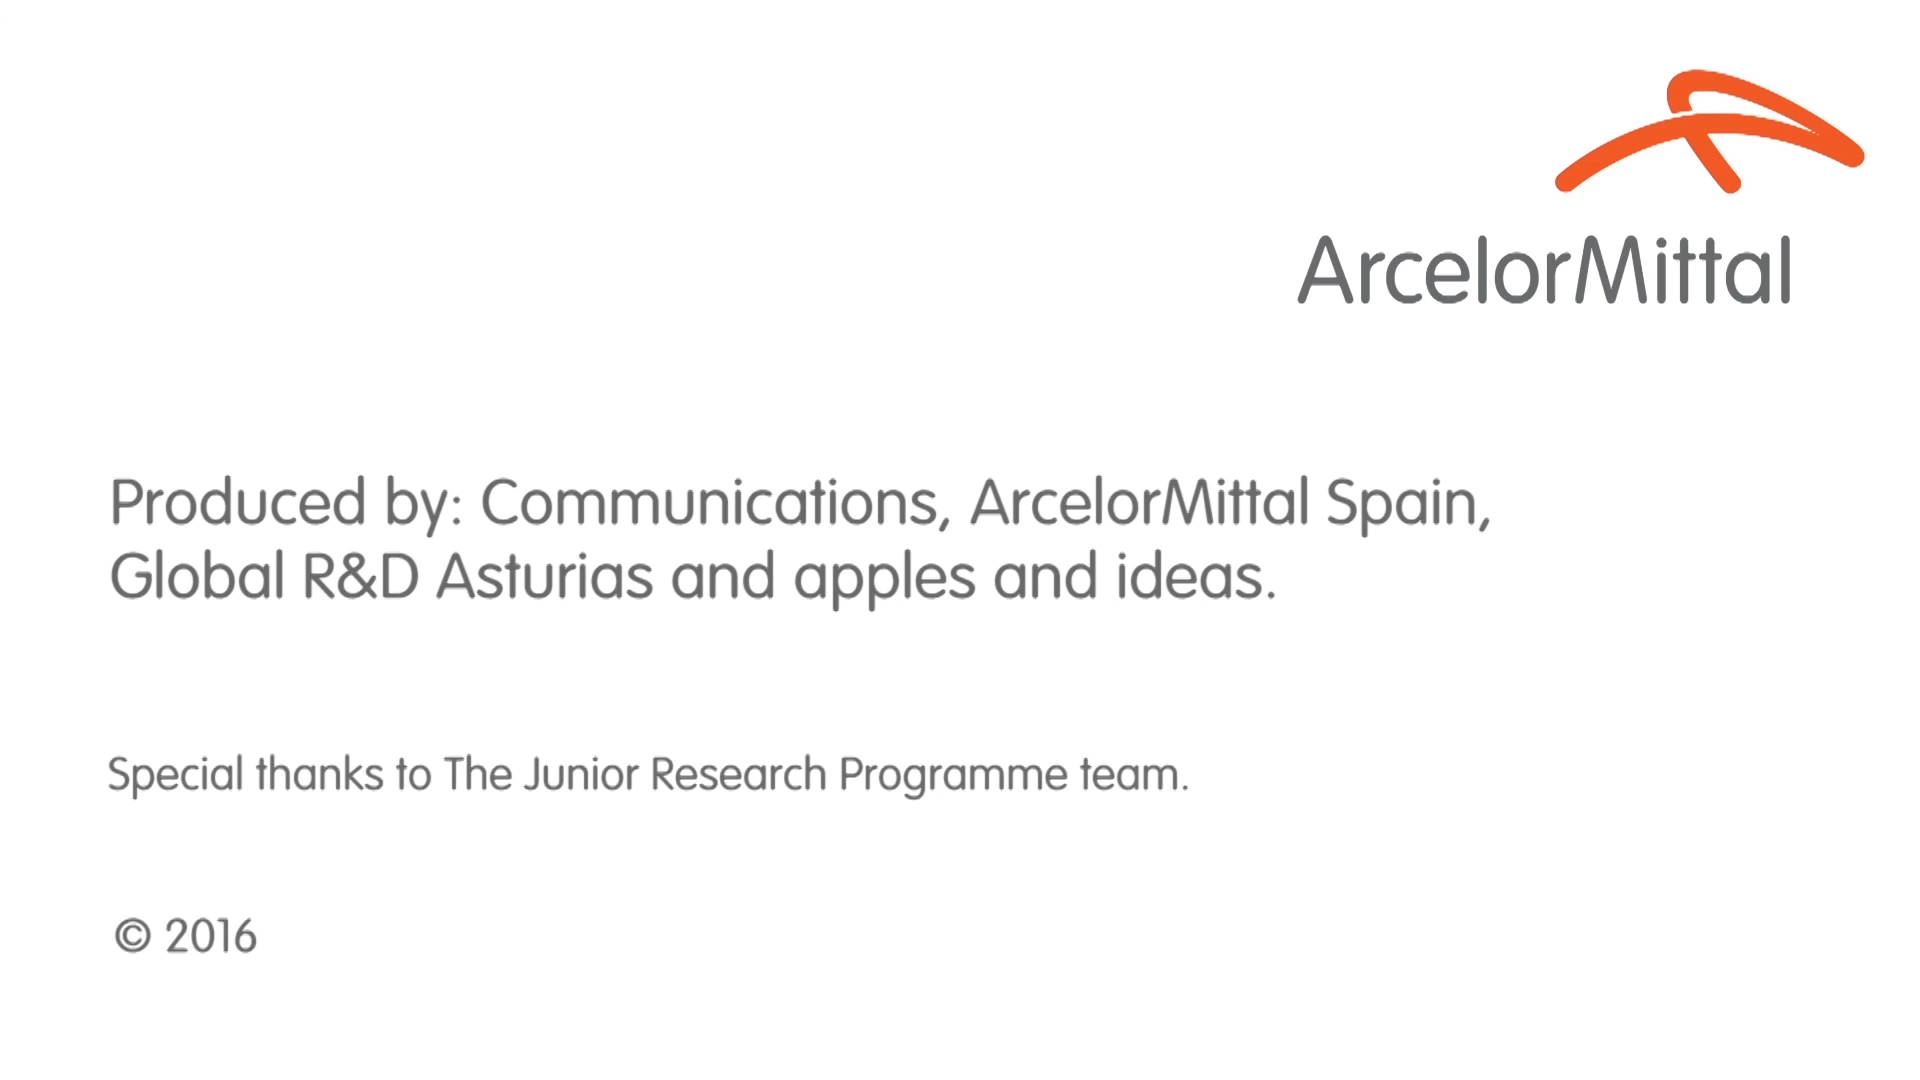 ArcelorMittal
Produced by: Communications, ArcelorMittal Spain,
Global R&D Asturias and apples and ideas.
Special thanks to The Junior Research Programme team.
© 2016